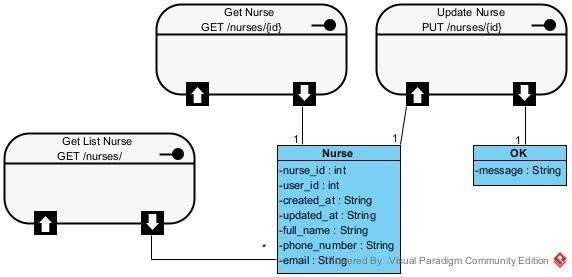 Get Nurse
GET /nurses/{id}
Update Nurse
PUT /nurses/{id}
Get List Nurse
GET /nurses/
1
1
1
*
Nurse
-nurse_id : int
-user_id : int
-created_at : String
-updated_at : String
-full_name : String
-phone_number : String
-email : String
OK
-message : String
Powered By: Visual Paradigm Community Edition